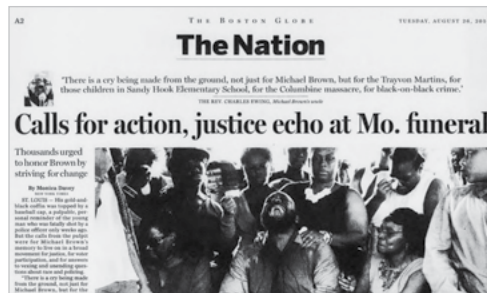 A2
THE BOSTON GLOBE
TUESDAY, AUGUST 26, 201
The Nation
'There is a cry being made from the ground, not just for Michael Brown, but for the Trayvon Martins, for
those children in Sandy Hook Elementary School, for the Columbine massacre, for black-on-black crime.'
THE REV. CHARLES EWING, Michael Brown's uncle
Calls for action, justice echo at Mo. funeral
Thousands urged
to honor Brown by
striving for change
By Monica Davey
NEW YORK TIMES
ST. LOUIS — His gold-and-
black coffin was topped by a
baseball cap, a palpable, per-
sonal reminder of the young
man who was fatally shot by a
police officer only weeks ago.
But the calls from the pulpit
were for Michael Brown's
memory to live on in a broad
movement for justice, for voter
participation, and for answers
to vexing and unending ques-
tions about race and policing.
"There is a cry being made
from the ground, not just for
Michael Brown, but for the